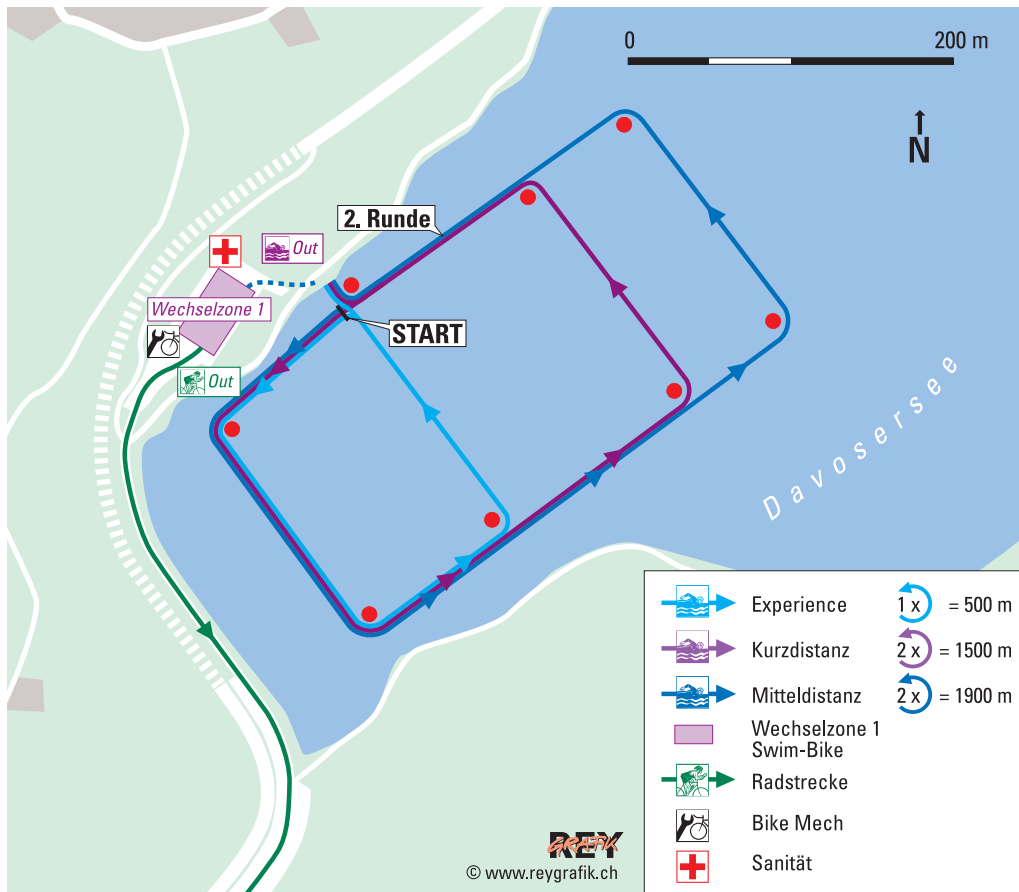 0 200 m
N
2. Runde
Out
Wechselzone 1
START
Out
Davosersee
Experience 1 x = 500 m
Kurzdistanz 2 x = 1500 m
Mitteldistanz 2 x = 1900 m
Wechselzone 1
Swim-Bike
Radstrecke
Bike Mech
Sanität
REY
GRAFIK
© www.reygrafik.ch